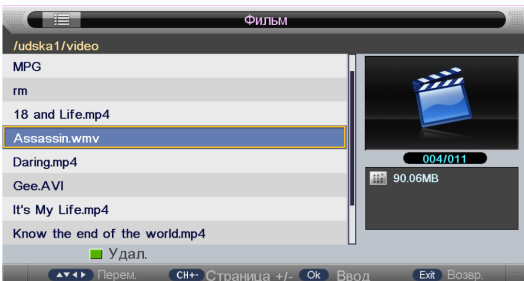 Фильм
/udska1/video
MPG
rm
18 and Life.mp4
Assassin.wmv
Daring.mp4
Gee.AVI
It's My Life.mp4
Know the end of the world.mp4
004/011
90.06MB
Удал.
Перем. CH+- Страница +/- Ok Ввод Exit Возвр.